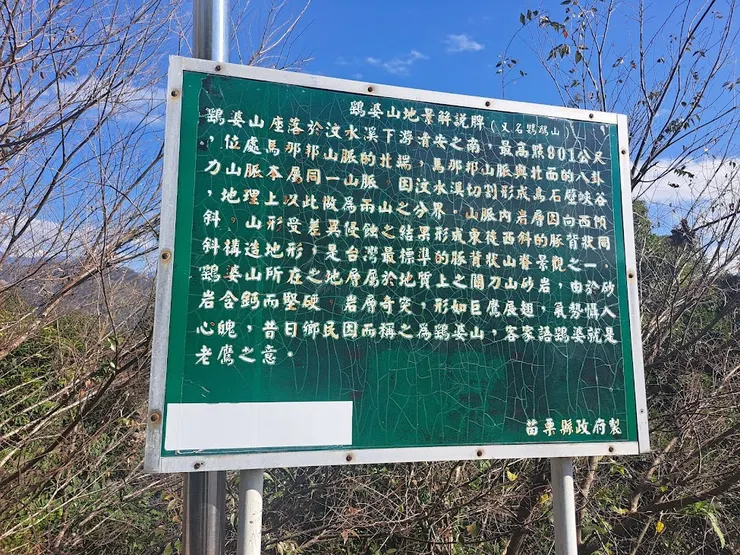 鷂婆山地景解說牌（又名鷂鷹山）
鷂婆山座落於汶水溪下游青安之南，最高點901公尺
，位處馬那邦山脈的北端，馬那邦山脈與北面的八卦
力山脈本屬同一山脈 因汶水溪切割形成鳥石壁峽谷
，地理上以此做為兩山之分界。山脈內岩層因向西傾
斜，山形受差異侵蝕之結果形成東陡西斜的豚背狀同
斜構造地形，是台灣最標準的豚背狀山脊景觀之一。
鷂婆山所在之地層屬於地質上之關刀山砂岩，由於砂
岩含鈣而堅硬 岩層奇突，形如巨鷹展翅，氣勢懾人
心魄，昔日鄉民因而稱之為鷂婆山，客家語鷂婆就是
老鷹之意。
苗栗縣政府製